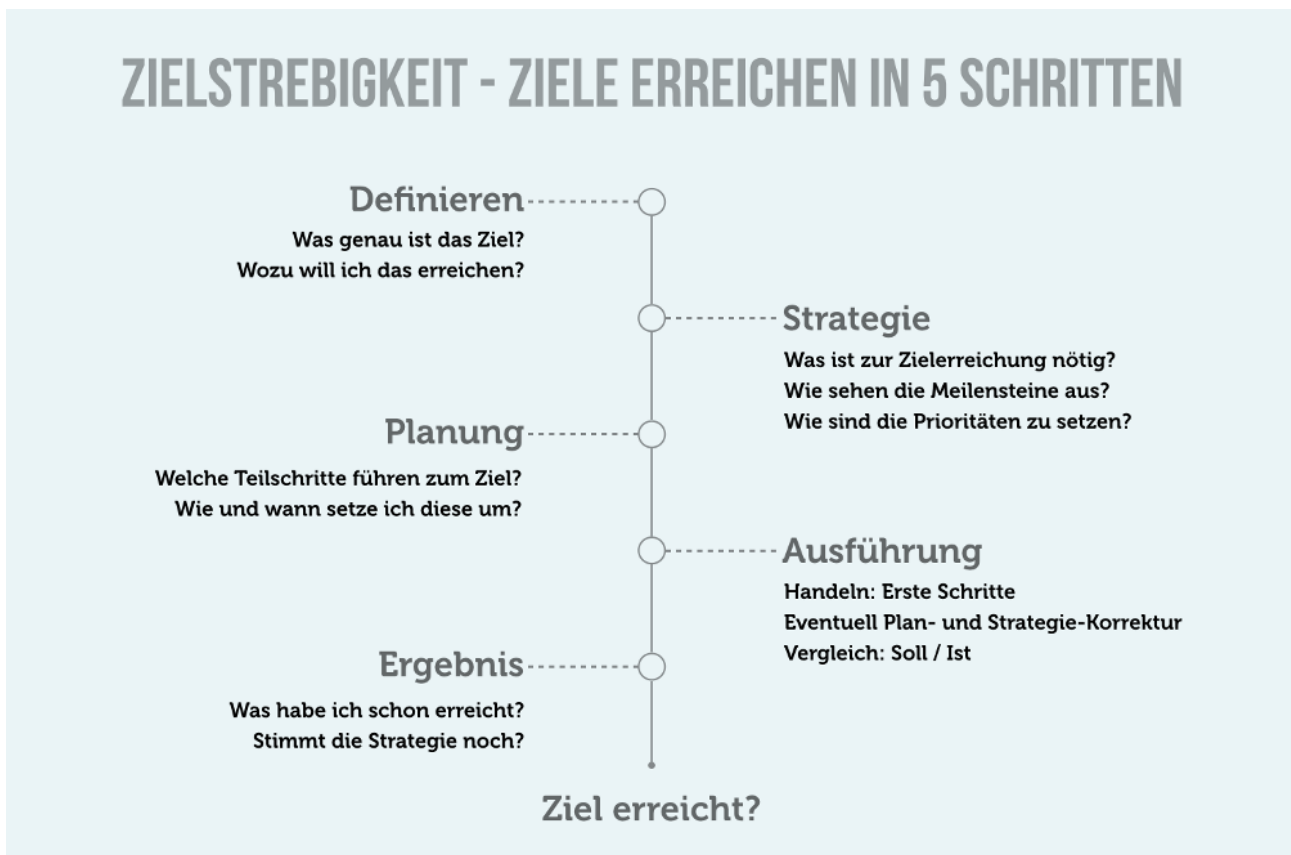 ZIELSTREBIGKEIT - ZIELE ERREICHEN IN 5 SCHRITTEN
Definieren
Was genau ist das Ziel?
Wozu will ich das erreichen?
Strategie
Was ist zur Zielerreichung nötig?
Wie sehen die Meilensteine aus?
Wie sind die Prioritäten zu setzen?
Planung
Welche Teilschritte führen zum Ziel?
Wie und wann setze ich diese um?
Ausführung
Handeln: Erste Schritte
Eventuell Plan- und Strategie-Korrektur
Vergleich: Soll / Ist
Ergebnis
Was habe ich schon erreicht?
Stimmt die Strategie noch?
Ziel erreicht?